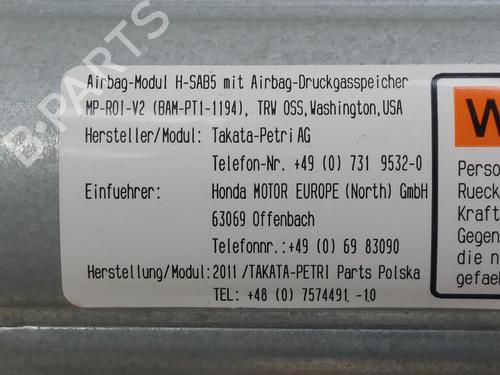 B-PARTS
Airbag-Modul H-SAB5 mit Airbag-Druckgasspeicher
MP-R01-V2 (BAM-PT1-1194), TRW OSS,Washington,USA
Hersteller/Modul: Takata-Petri AG
Telefon-Nr. +49 (0) 731 9532-0
Einfuehrer: Honda MOTOR EUROPE (North) GmbH
63069 Offenbach
Telefonnr.:+49 (0) 69 83090
Herstellung/Modul:2011 /TAKATA-PETRI Parts Polska
TEL: +48 (0) 7574491. -10
W
Perso
Rueck
Kraft
Gegen
die n
gefaeh